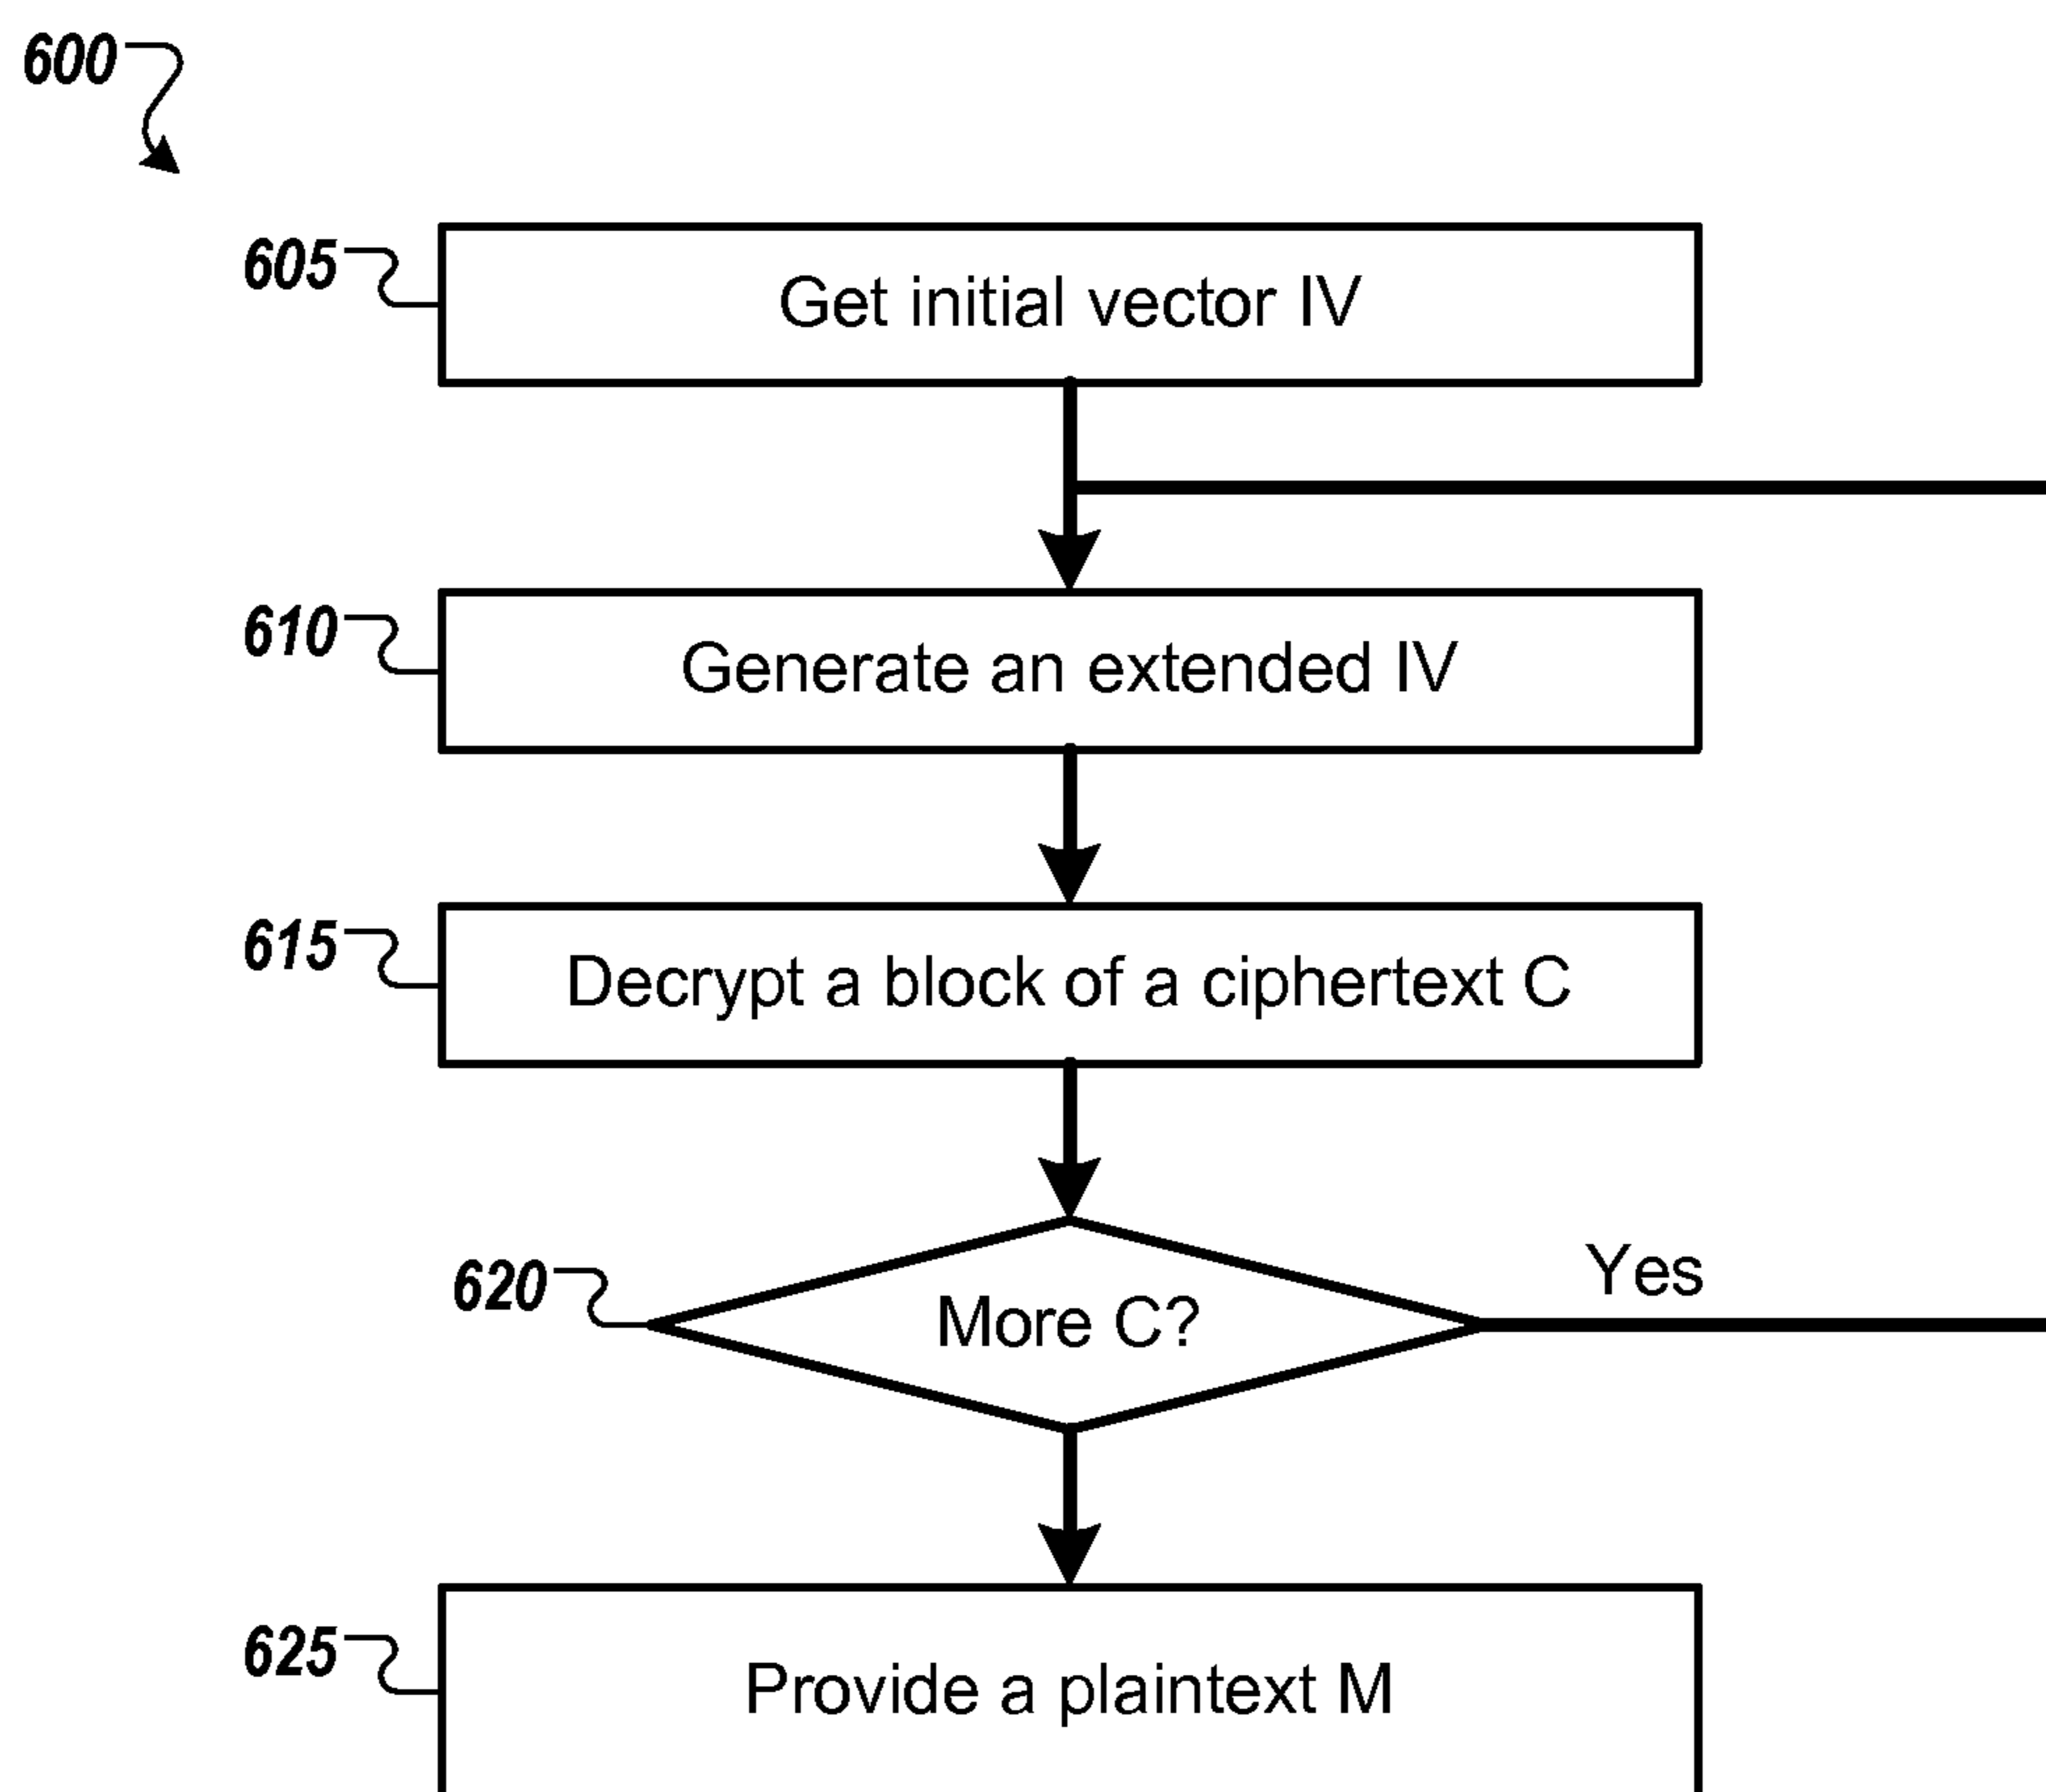 600
605
Get initial vector IV
610
Generate an extended IV
615
Decrypt a block of a ciphertext C
620
More C?
Yes
625
Provide a plaintext M